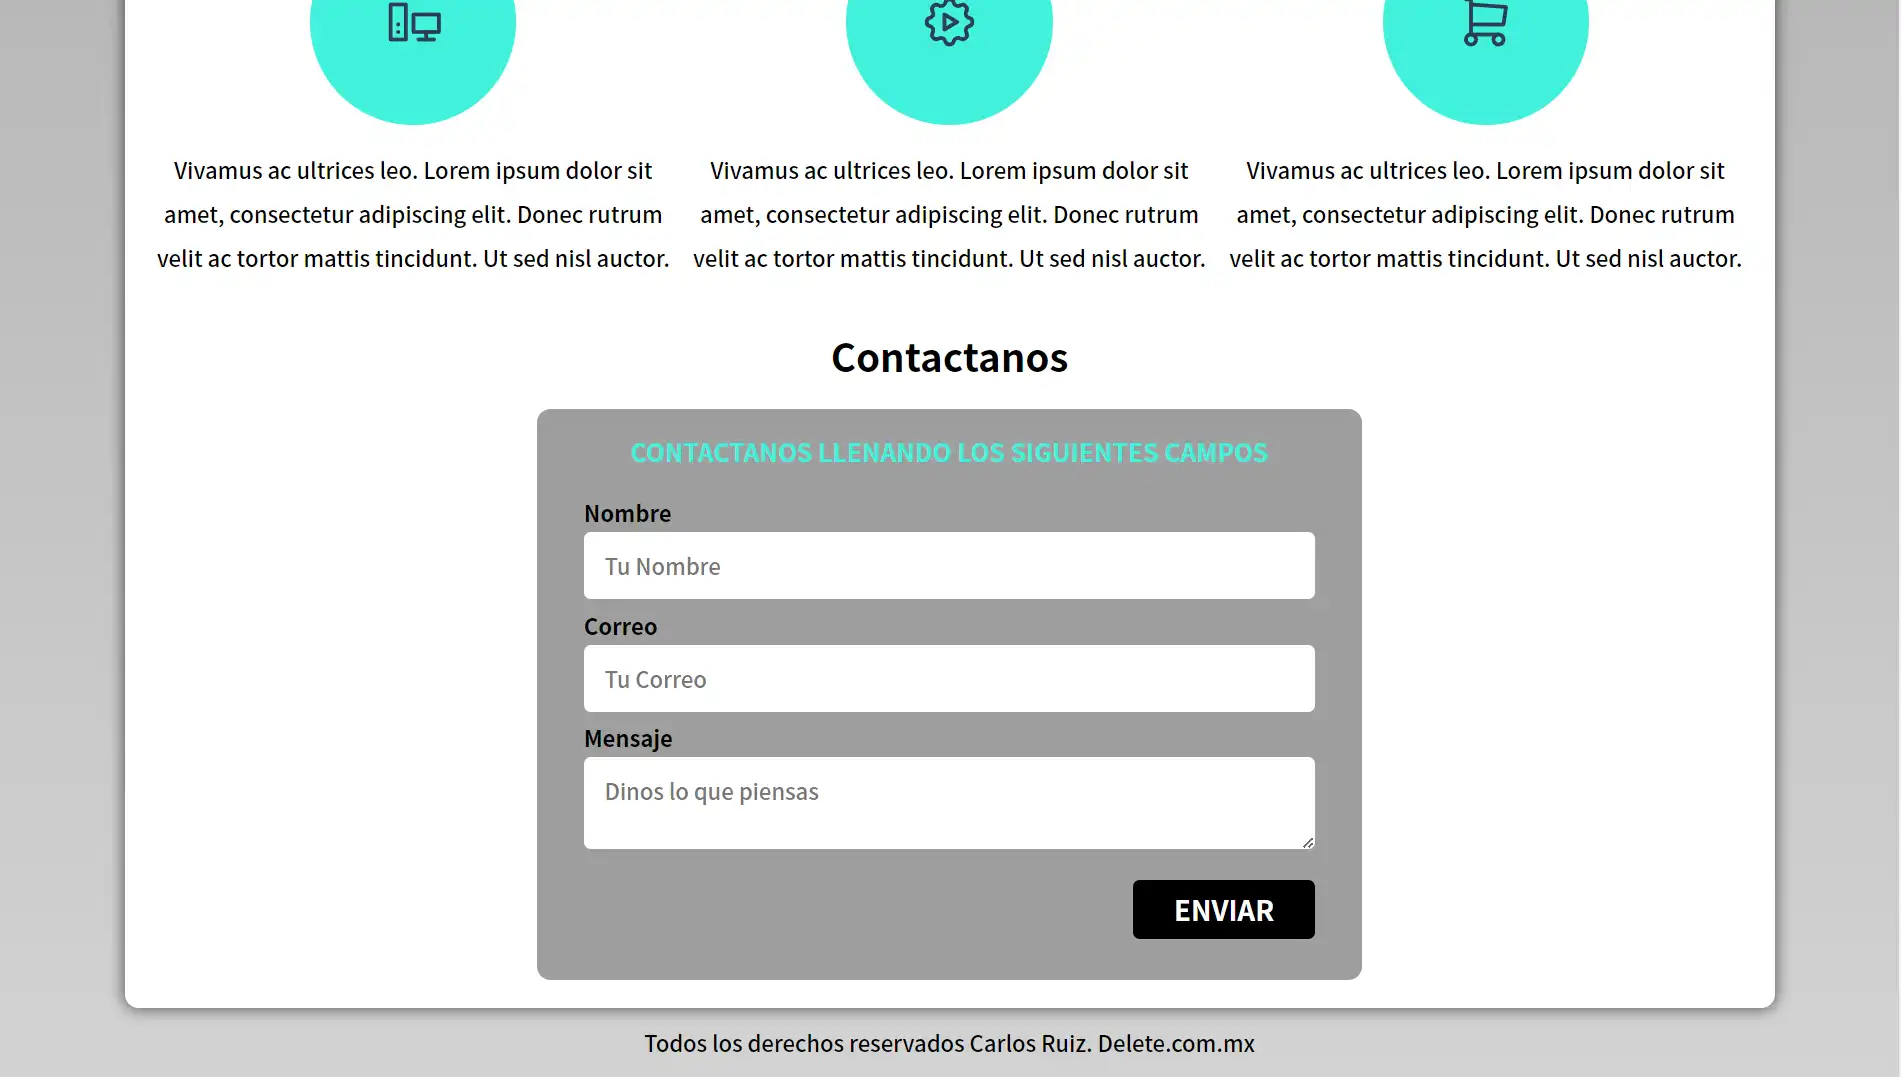 Vivamus ac ultrices leo. Lorem ipsum dolor sit
amet, consectetur adipiscing elit. Donec rutrum
velit ac tortor mattis tincidunt. Ut sed nisl auctor.
Vivamus ac ultrices leo. Lorem ipsum dolor sit
amet, consectetur adipiscing elit. Donec rutrum
velit ac tortor mattis tincidunt. Ut sed nisl auctor.
Vivamus ac ultrices leo. Lorem ipsum dolor sit
amet, consectetur adipiscing elit. Donec rutrum
velit ac tortor mattis tincidunt. Ut sed nisl auctor.
Contactanos
CONTACTANOS LLENANDO LOS SIGUIENTES CAMPOS
Nombre
Tu Nombre
Correo
Tu Correo
Mensaje
Dinos lo que piensas
ENVIAR
Todos los derechos reservados Carlos Ruiz. Delete.com.mx